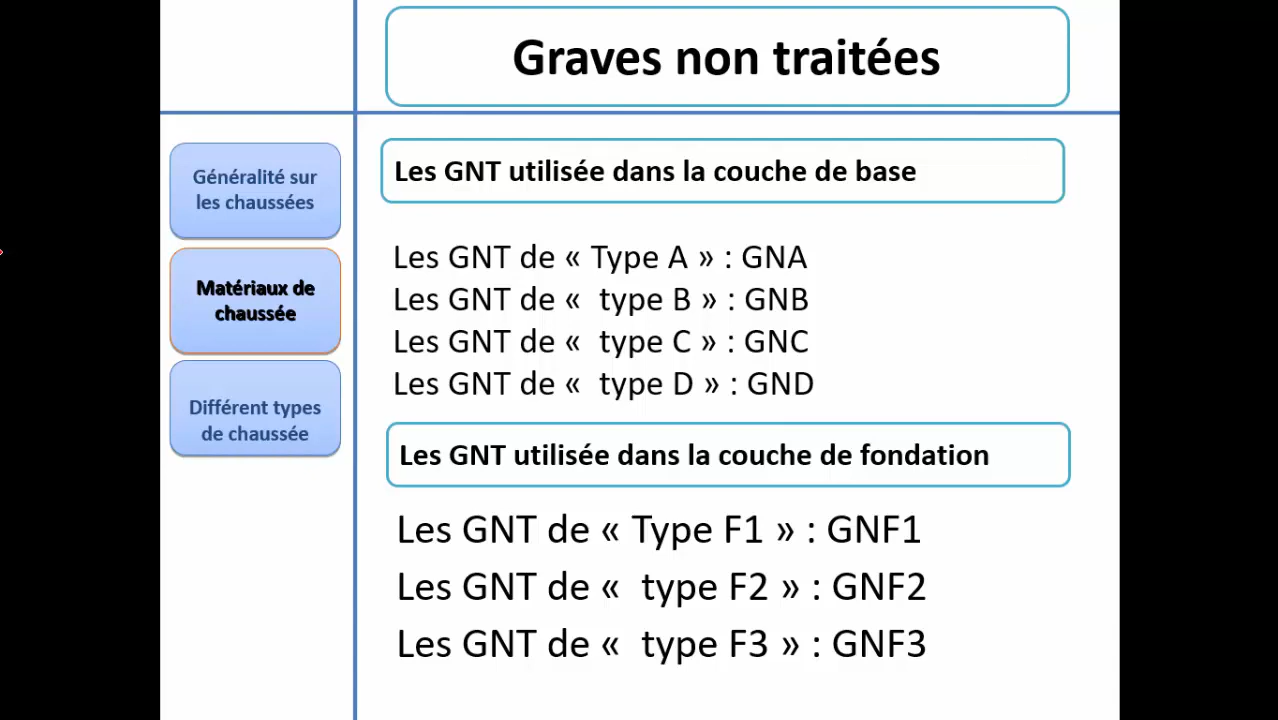 Graves non traitées
Généralité sur
les chaussées
Matériaux de
chaussée
Différent types
de chaussée
Les GNT utilisée dans la couche de base
Les GNT de « Type A » : GNA
Les GNT de «  type B » : GNB
Les GNT de «  type C » : GNC
Les GNT de «  type D » : GND
Les GNT utilisée dans la couche de fondation
Les GNT de « Type F1 » : GNF1
Les GNT de «  type F2 » : GNF2
Les GNT de «  type F3 » : GNF3